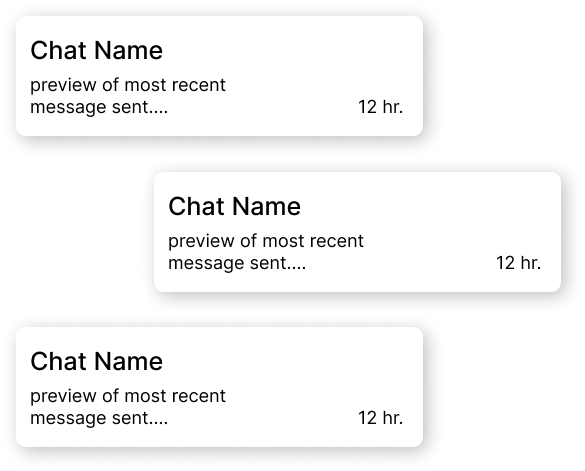 Chat Name
preview of most recent
message sent.... 12 hr.
Chat Name
preview of most recent
message sent.... 12 hr.
Chat Name
preview of most recent
message sent.... 12 hr.